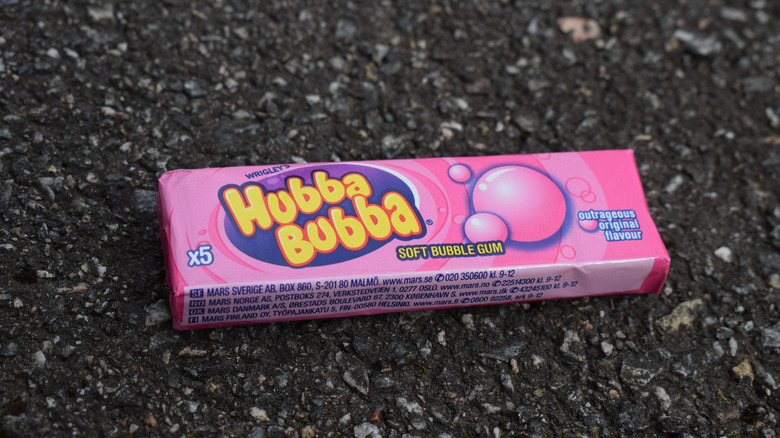 WRIGLEY'S
Hubba
Bubba®
SOFT BUBBLE GUM
outrageous
original
flavour
x5
SE MARS SVERIGE AB, BOX 860, S-201 80 MALMÖ. www.mars.se ✆020 350600 kl. 9-12
NO MARS NORGE AS, POSTBOKS 274, VERKSTEDVEIEN 1, 0277 OSLO. www.mars.no ✆22514300 kl. 9-12
DK MARS DANMARK A/S, ØRESTADS BOULEVARD 67, 2300 KØBENHAVN S. www.mars.dk ✆43245100 kl. 9-12
FI MARS FINLAND OY, TYÖPAJANKATU 5, FIN-00580 HELSINKI. www.mars.fi ✆0800 92258, ark 9-12